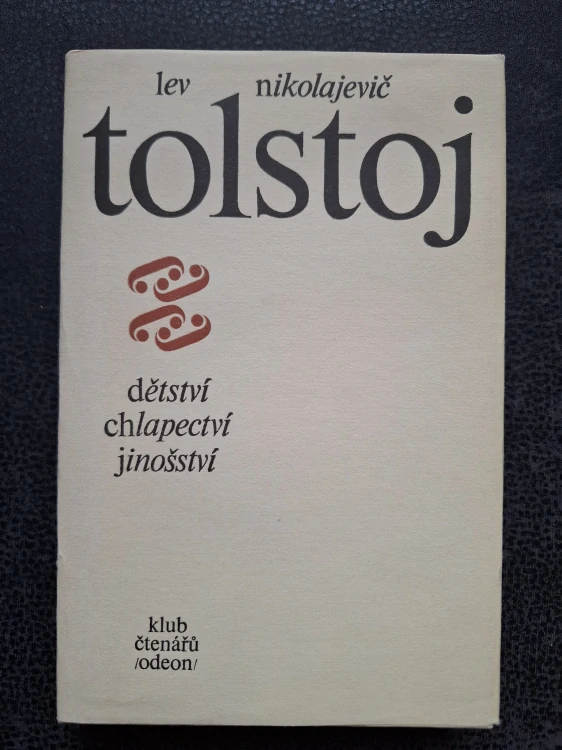 lev nikolajevič
tolstoj
dětství
chlapectví
jinošství
klub
čtenářů
/odeon/